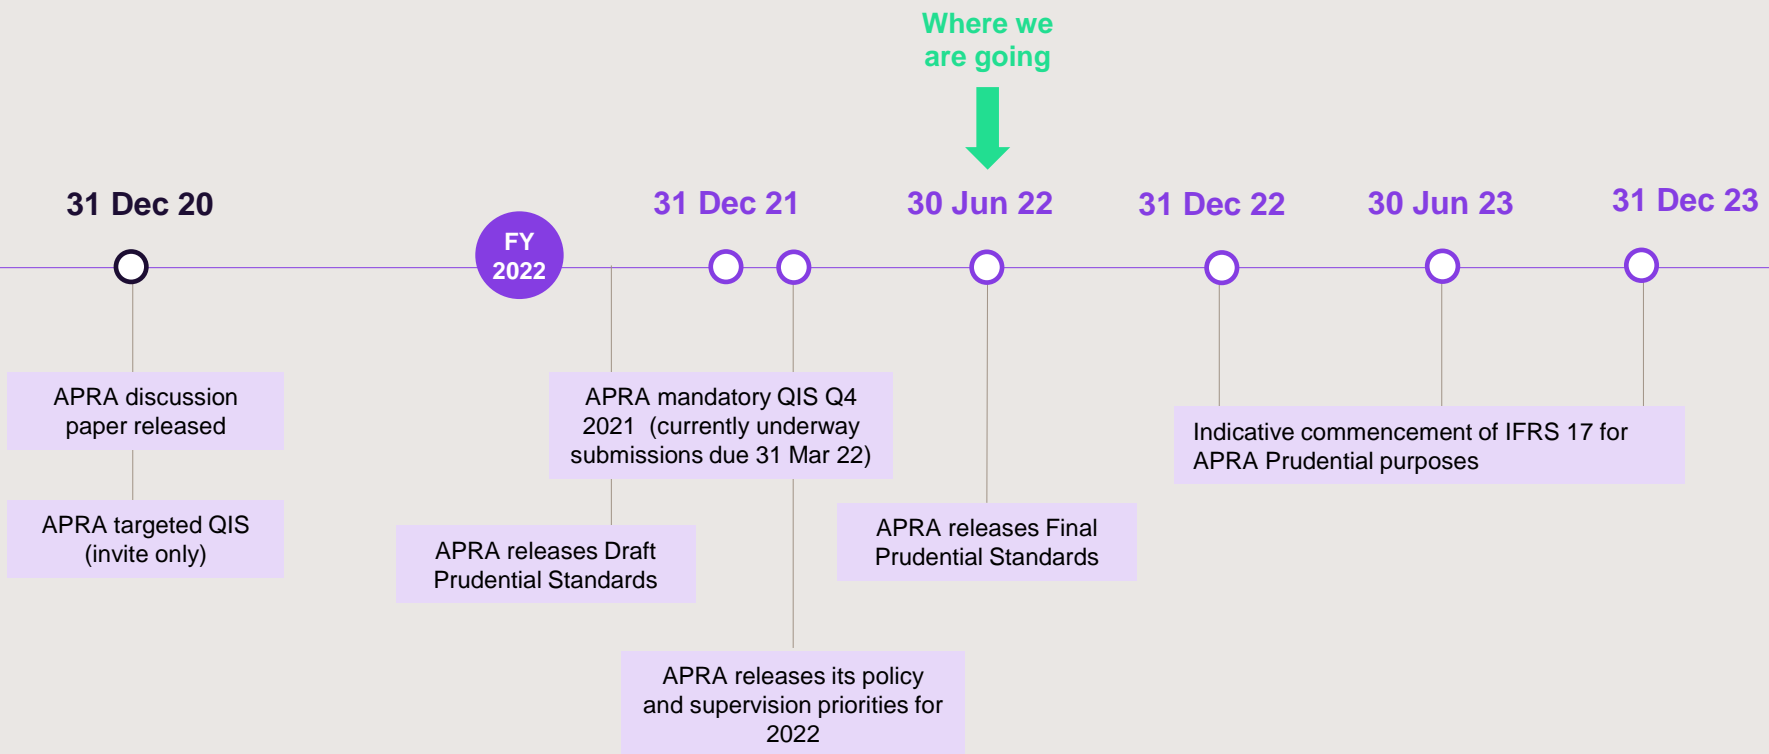 Where we
are going
31 Dec 20
31 Dec 21
30 Jun 22
31 Dec 22
30 Jun 23
31 Dec 23
FY
2022
APRA discussion
paper released
APRA targeted QIS
(invite only)
APRA mandatory QIS Q4
2021 (currently underway
submissions due 31 Mar 22)
APRA releases Draft
Prudential Standards
APRA releases its policy
and supervision priorities for
2022
APRA releases Final
Prudential Standards
Indicative commencement of IFRS 17 for
APRA Prudential purposes